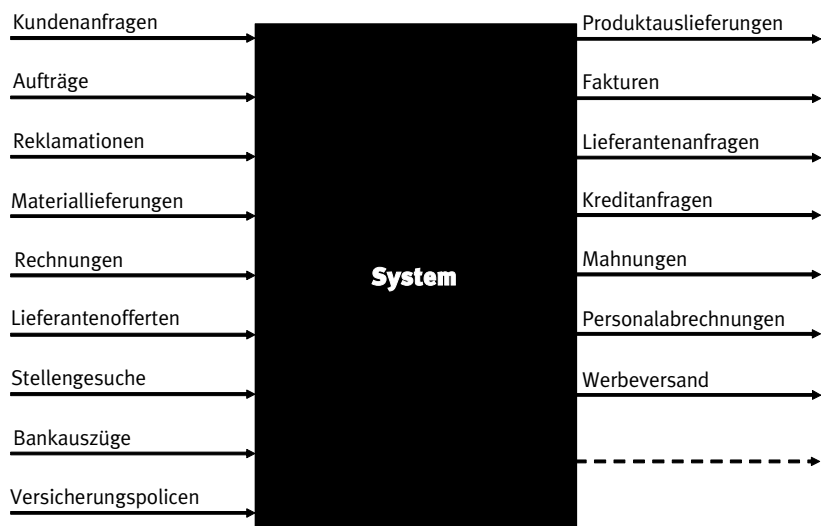 Kundenanfragen
Aufträge
Reklamationen
Materiallieferungen
Rechnungen
Lieferantenofferten
Stellengesuche
Bankauszüge
Versicherungspolicen
System
Produktauslieferungen
Fakturen
Lieferantenanfragen
Kreditanfragen
Mahnungen
Personalabrechnungen
Werbeversand